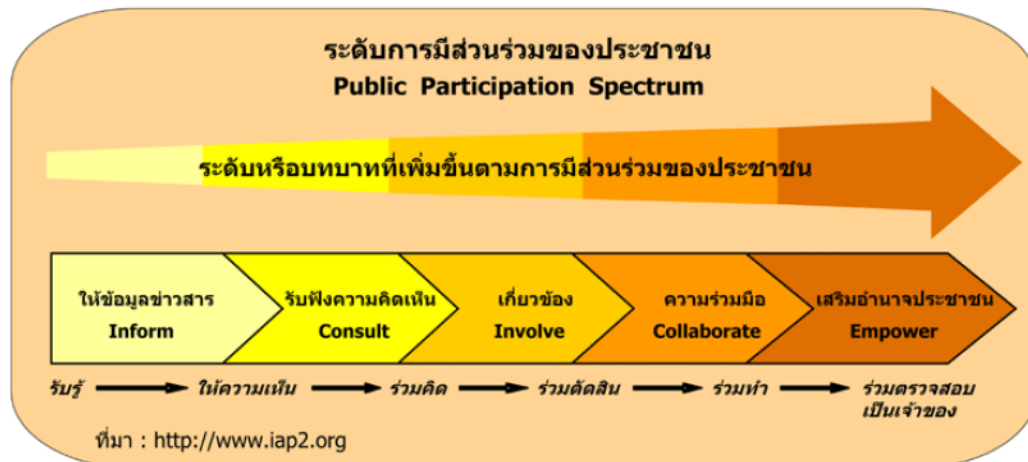 ระดับการมีส่วนร่วมของประชาชน
Public Participation Spectrum
ระดับหรือบทบาทที่เพิ่มขึ้นตามการมีส่วนร่วมของประชาชน
ให้ข้อมูลข่าวสาร
Inform
รับฟังความคิดเห็น
Consult
เกี่ยวข้อง
Involve
ความร่วมมือ
Collaborate
เสริมอำนาจประชาชน
Empower
รับรู้ ให้ความเห็น ร่วมคิด ร่วมตัดสิน ร่วมทำ ร่วมตรวจสอบ
เป็นเจ้าของ
ที่มา : http://www.iap2.org